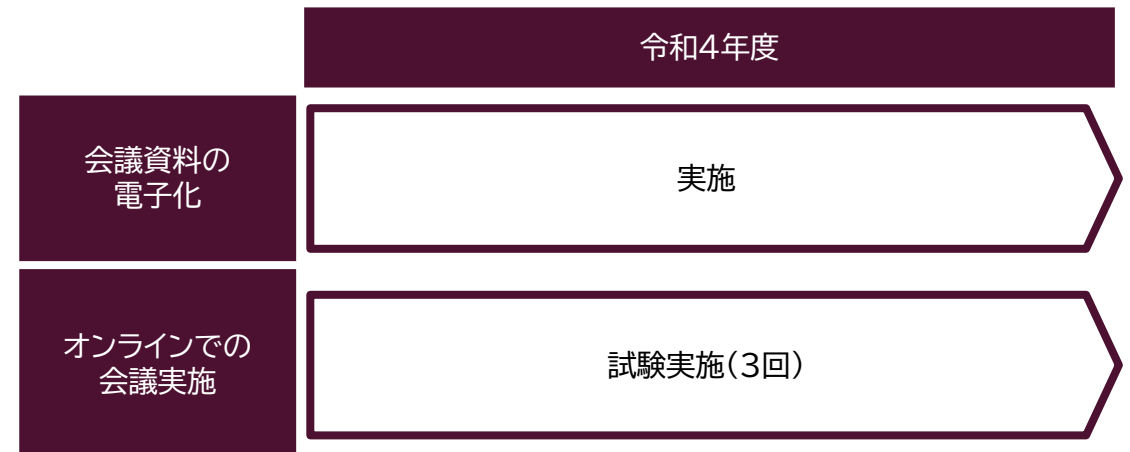 令和4年度
会議資料の
電子化
実施
オンラインでの
会議実施
試験実施(3回)